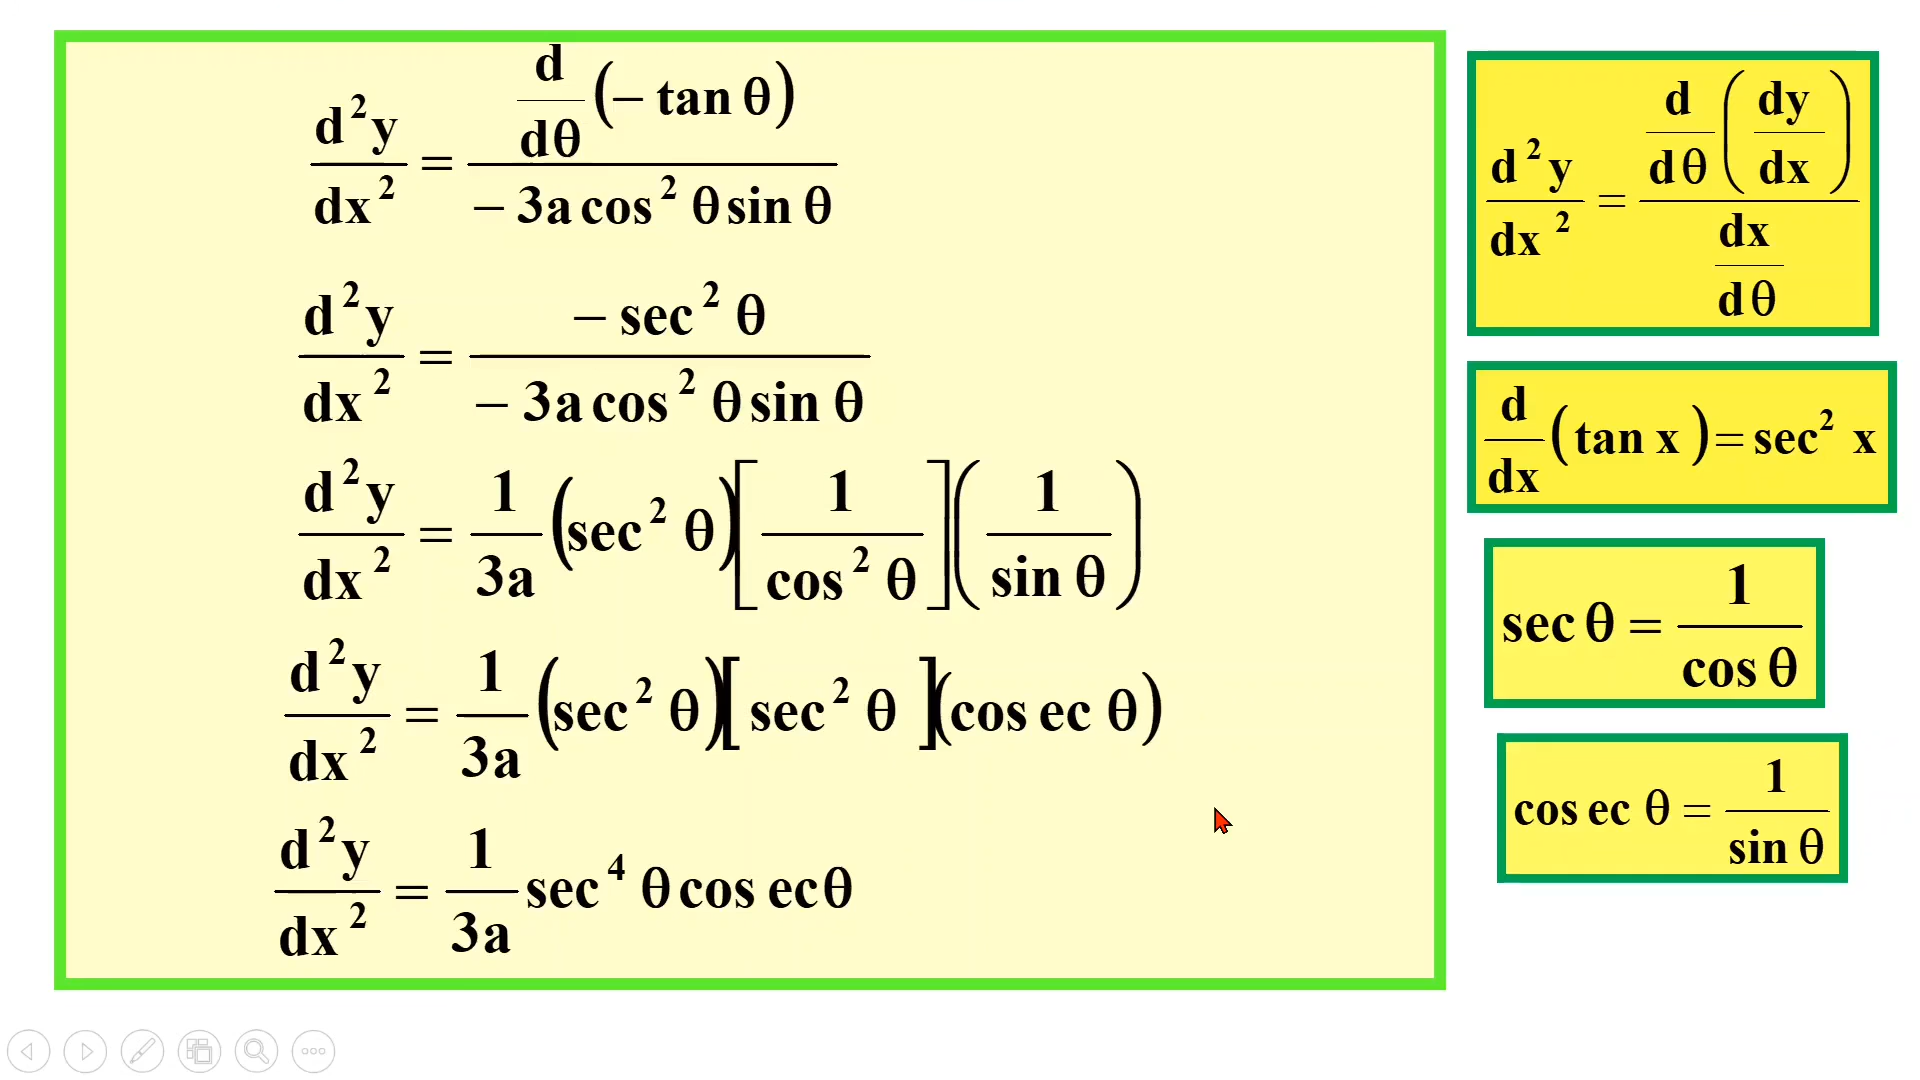 d²y/dx² = d/dθ (– tan θ) / – 3a cos² θ sin θ
d²y/dx² = – sec² θ / – 3a cos² θ sin θ
d²y/dx² = 1/3a (sec² θ) [1/cos² θ] (1/sin θ)
d²y/dx² = 1/3a (sec² θ) [sec² θ] (cos ec θ)
d²y/dx² = 1/3a sec⁴ θ cos ec θ
d²y/dx² = d/dθ (dy/dx) / dx/dθ
d/dx (tan x) = sec² x
sec θ = 1/cos θ
cos ec θ = 1/sin θ